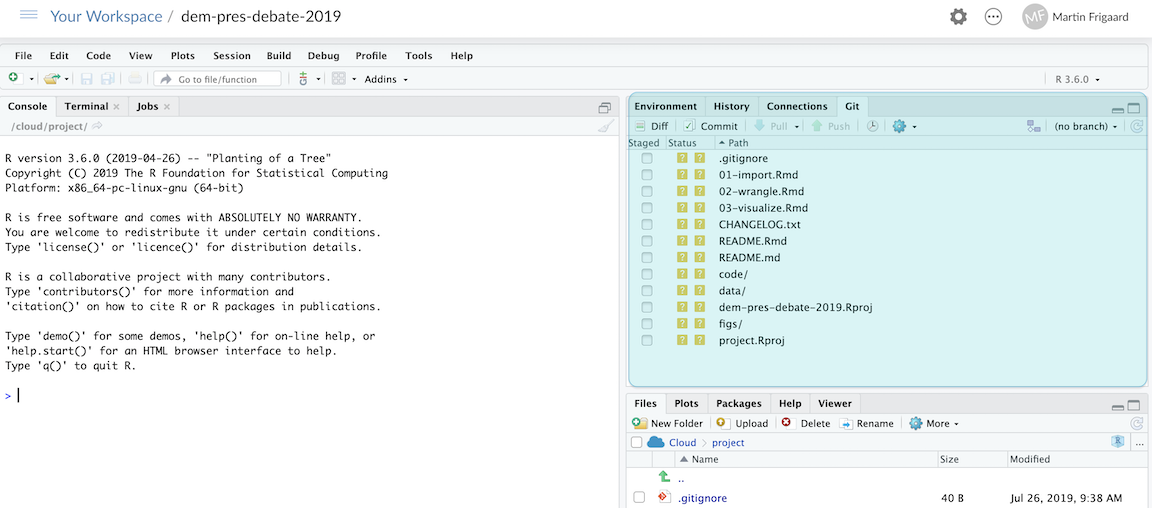 Your Workspace / dem-pres-debate-2019
MF Martin Frigaard
File Edit Code View Plots Session Build Debug Profile Tools Help
Go to file/function Addins R 3.6.0
Console Terminal Jobs
/cloud/project/
R version 3.6.0 (2019-04-26) -- "Planting of a Tree"
Copyright (C) 2019 The R Foundation for Statistical Computing
Platform: x86_64-pc-linux-gnu (64-bit)
R is free software and comes with ABSOLUTELY NO WARRANTY.
You are welcome to redistribute it under certain conditions.
Type 'license()' or 'licence()' for distribution details.
R is a collaborative project with many contributors.
Type 'contributors()' for more information and
'citation()' on how to cite R or R packages in publications.
Type 'demo()' for some demos, 'help()' for on-line help, or
'help.start()' for an HTML browser interface to help.
Type 'q()' to quit R.
>
Environment History Connections Git
Diff Commit Pull Push (no branch)
Staged Status Path
? ? .gitignore
? ? 01-import.Rmd
? ? 02-wrangle.Rmd
? ? 03-visualize.Rmd
? ? CHANGELOG.txt
? ? README.Rmd
? ? README.md
? ? code/
? ? data/
? ? dem-pres-debate-2019.Rproj
? ? figs/
? ? project.Rproj
Files Plots Packages Help Viewer
New Folder Upload Delete Rename More
Cloud project R ...
Name Size Modified
..
.gitignore 40 B Jul 26, 2019, 9:38 AM